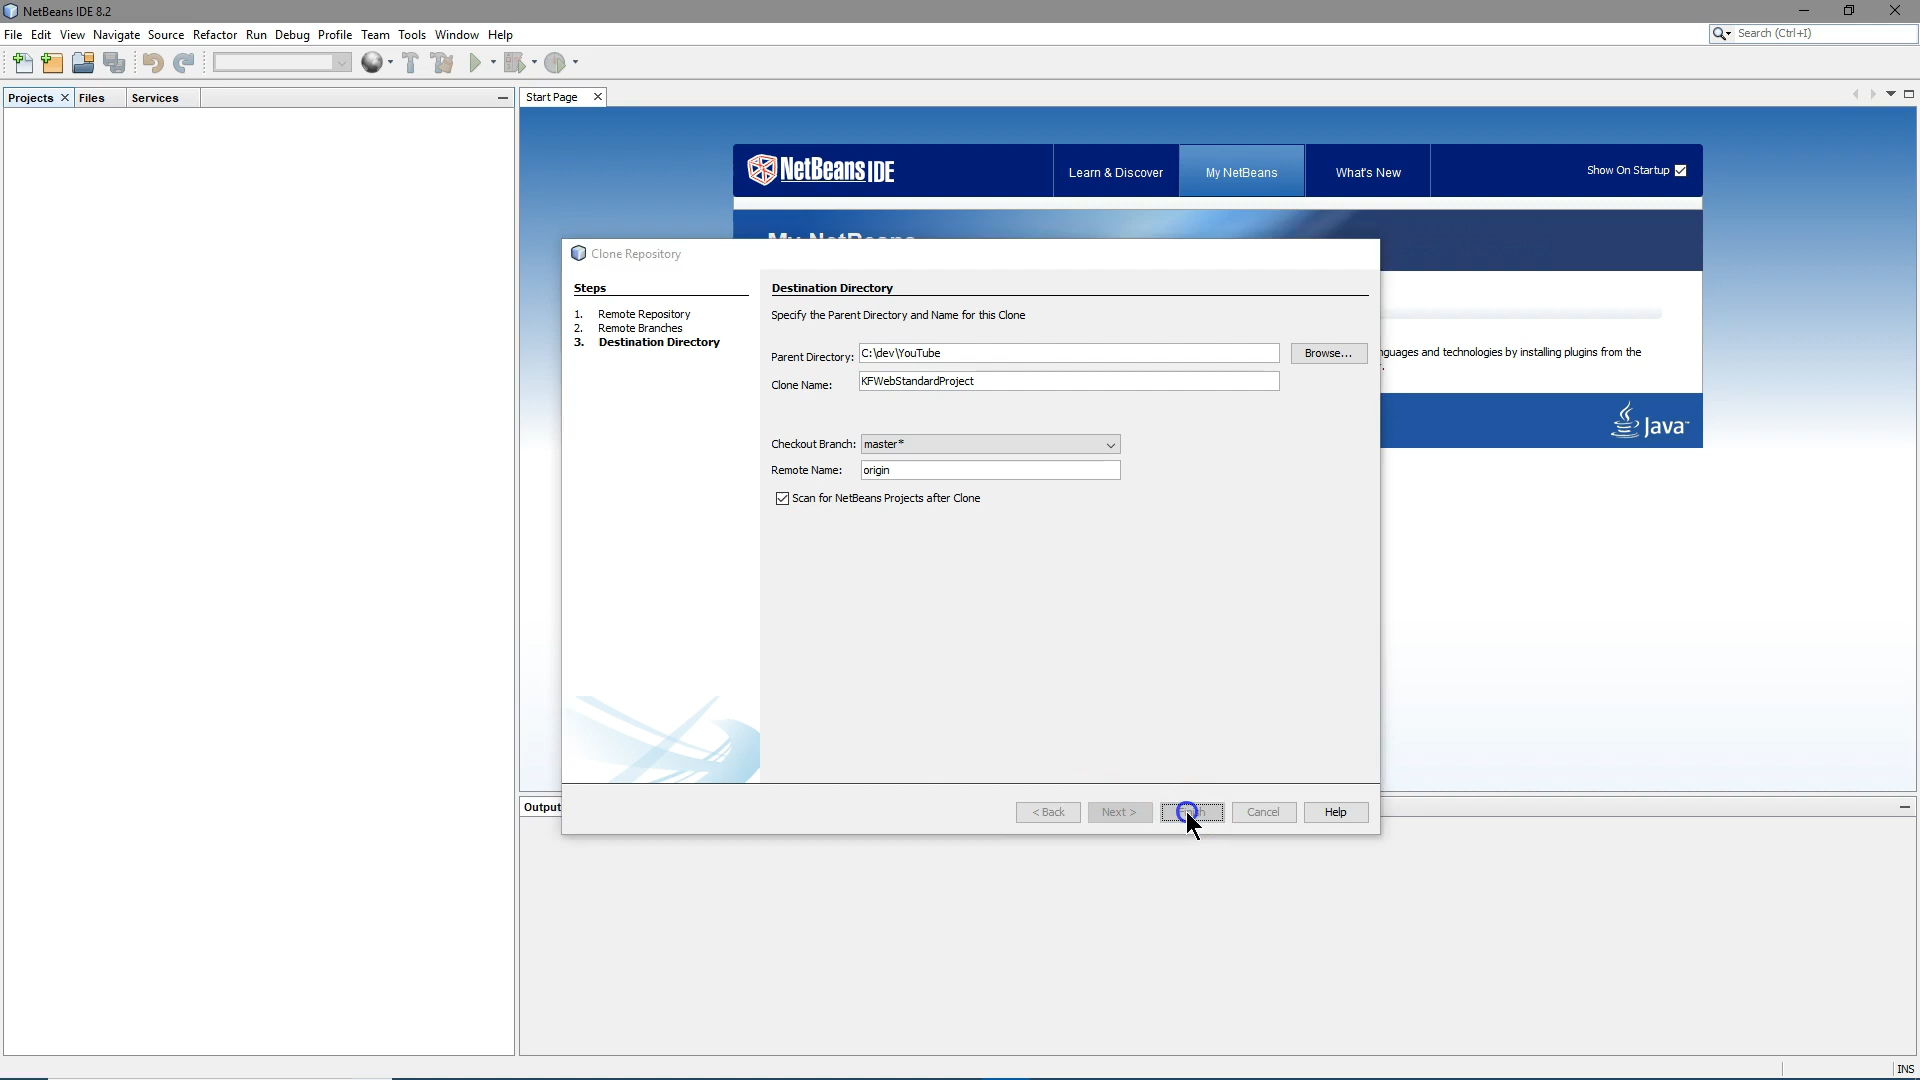 NetBeans IDE 8.2
File Edit View Navigate Source Refactor Run Debug Profile Team Tools Window Help
Search (Ctrl+I)
Projects Files Services
Start Page
NetBeans IDE
Learn & Discover
My NetBeans
What's New
Show On Startup
My NetBeans
Clone Repository
Steps
1. Remote Repository
2. Remote Branches
3. Destination Directory
Destination Directory
Specify the Parent Directory and Name for this Clone
Parent Directory: C:\dev\YouTube
Browse...
Clone Name: KFWebStandardProject
Checkout Branch: master*
Remote Name: origin
Scan for NetBeans Projects after Clone
guages and technologies by installing plugins from the
Java™
Output
< Back
Next >
Cancel
Help
INS